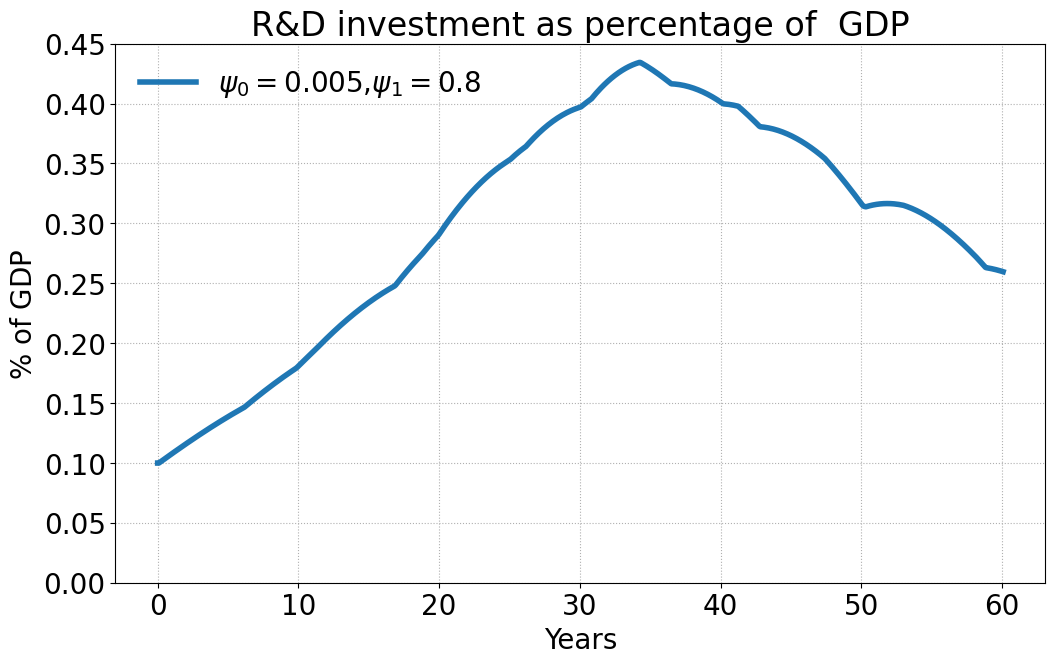 R&D investment as percentage of  GDP
ψ₀ = 0.005,ψ₁ = 0.8
% of GDP
0.45
0.40
0.35
0.30
0.25
0.20
0.15
0.10
0.05
0.00
0 10 20 30 40 50 60
Years